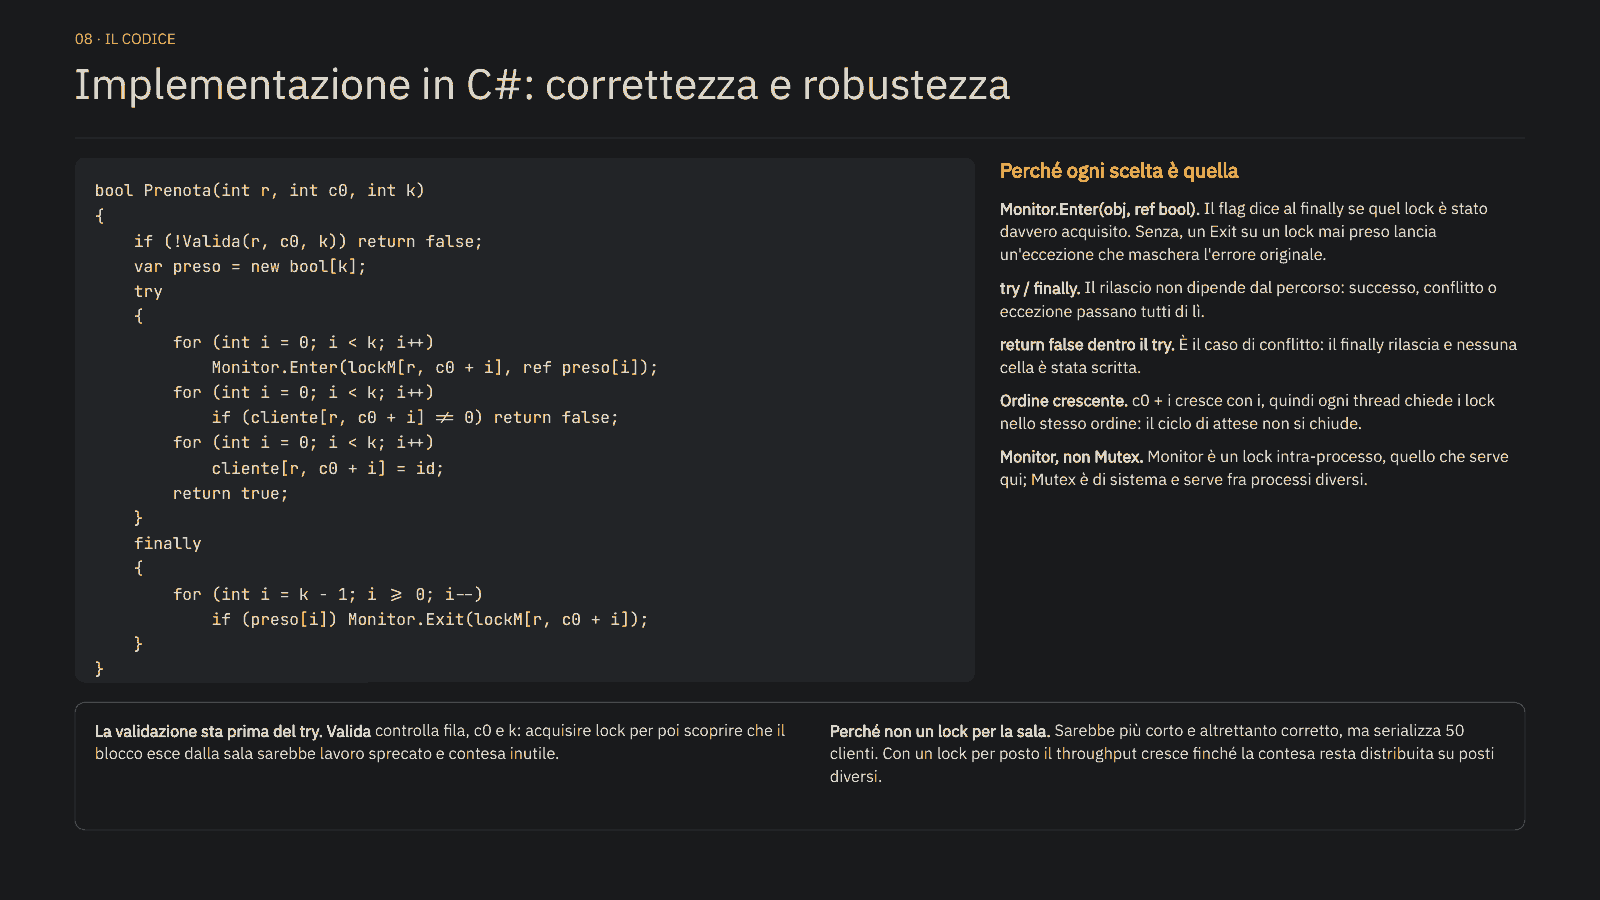 08 · IL CODICE
Implementazione in C#: correttezza e robustezza
bool Prenota(int r, int c0, int k)
{
    if (!Valida(r, c0, k)) return false;
    var preso = new bool[k];
    try
    {
        for (int i = 0; i < k; i++)
            Monitor.Enter(lockM[r, c0 + i], ref preso[i]);
        for (int i = 0; i < k; i++)
            if (cliente[r, c0 + i] != 0) return false;
        for (int i = 0; i < k; i++)
            cliente[r, c0 + i] = id;
        return true;
    }
    finally
    {
        for (int i = k - 1; i >= 0; i--)
            if (preso[i]) Monitor.Exit(lockM[r, c0 + i]);
    }
}
Perché ogni scelta è quella
Monitor.Enter(obj, ref bool). Il flag dice al finally se quel lock è stato
davvero acquisito. Senza, un Exit su un lock mai preso lancia
un'eccezione che maschera l'errore originale.
try / finally. Il rilascio non dipende dal percorso: successo, conflitto o
eccezione passano tutti di lì.
return false dentro il try. È il caso di conflitto: il finally rilascia e nessuna
cella è stata scritta.
Ordine crescente. c0 + i cresce con i, quindi ogni thread chiede i lock
nello stesso ordine: il ciclo di attese non si chiude.
Monitor, non Mutex. Monitor è un lock intra-processo, quello che serve
qui; Mutex è di sistema e serve fra processi diversi.
La validazione sta prima del try. Valida controlla fila, c0 e k: acquisire lock per poi scoprire che il
blocco esce dalla sala sarebbe lavoro sprecato e contesa inutile.
Perché non un lock per la sala. Sarebbe più corto e altrettanto corretto, ma serializza 50
clienti. Con un lock per posto il throughput cresce finché la contesa resta distribuita su posti
diversi.